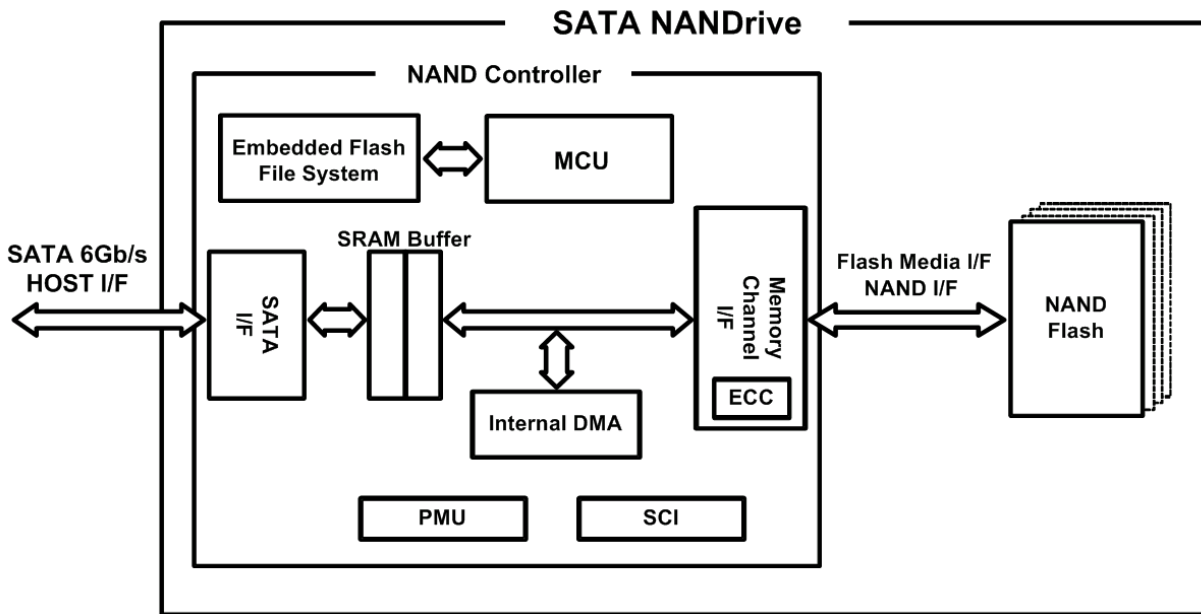 SATA NANDrive
NAND Controller
Embedded Flash
File System
MCU
SRAM Buffer
SATA 6Gb/s
HOST I/F
SATA
I/F
Memory
Channel
I/F
ECC
Flash Media I/F
NAND I/F
NAND
Flash
Internal DMA
PMU
SCI